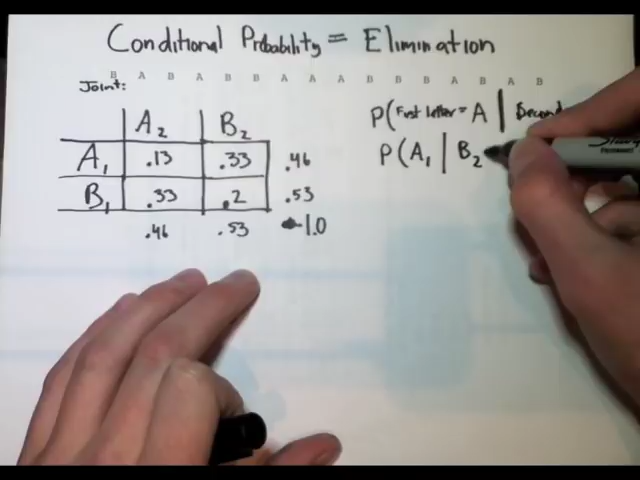 Conditional Probability = Elimination
B A B A B B A A A B B B A B A B
Joint:
P(First letter = A | Second
A₂ B₂
P(A₁ | B₂
A₁ .13 .33 .46
B₁ .33 .2 .53
.46 .53 ←1.0